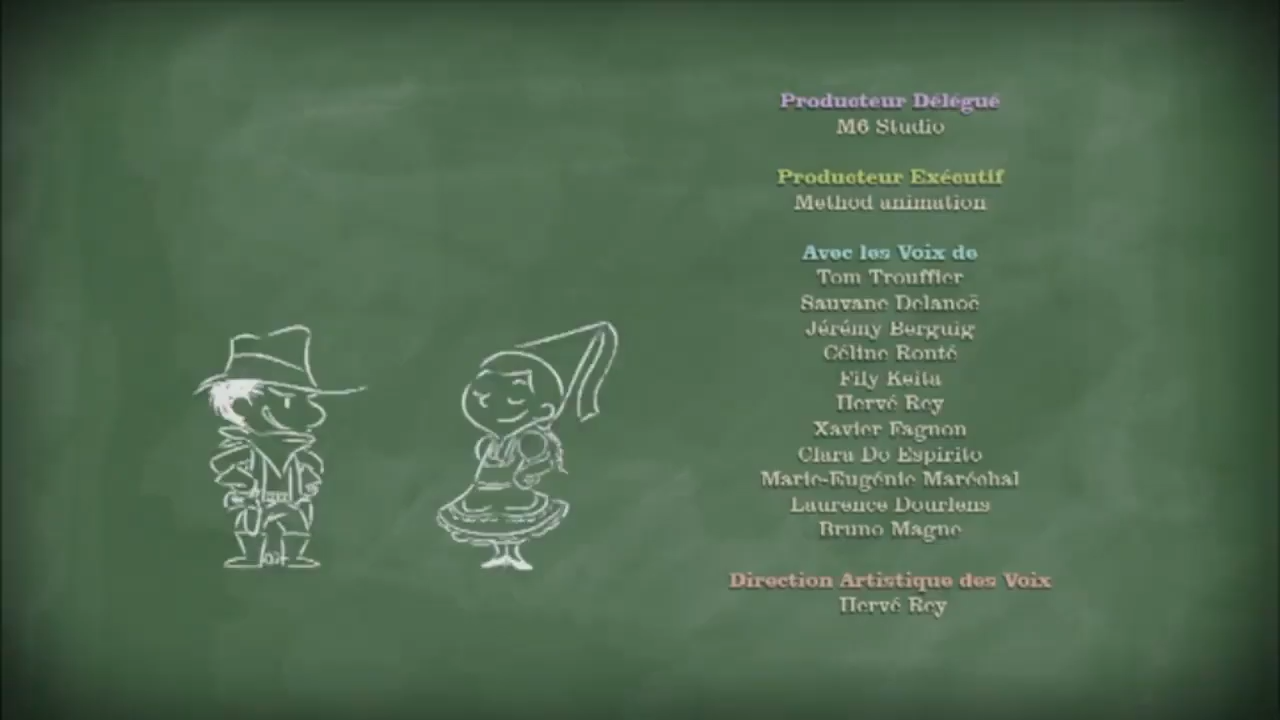 Producteur Délégué
M6 Studio
Producteur Exécutif
Method animation
Avec les Voix de
Tom Trouffier
Sauvane Delanoë
Jérémy Berguig
Céline Ronté
Fily Keita
Hervé Rey
Xavier Fagnon
Clara Do Espirito
Marie-Eugénie Maréchal
Laurence Dourlens
Bruno Magne
Direction Artistique des Voix
Hervé Rey